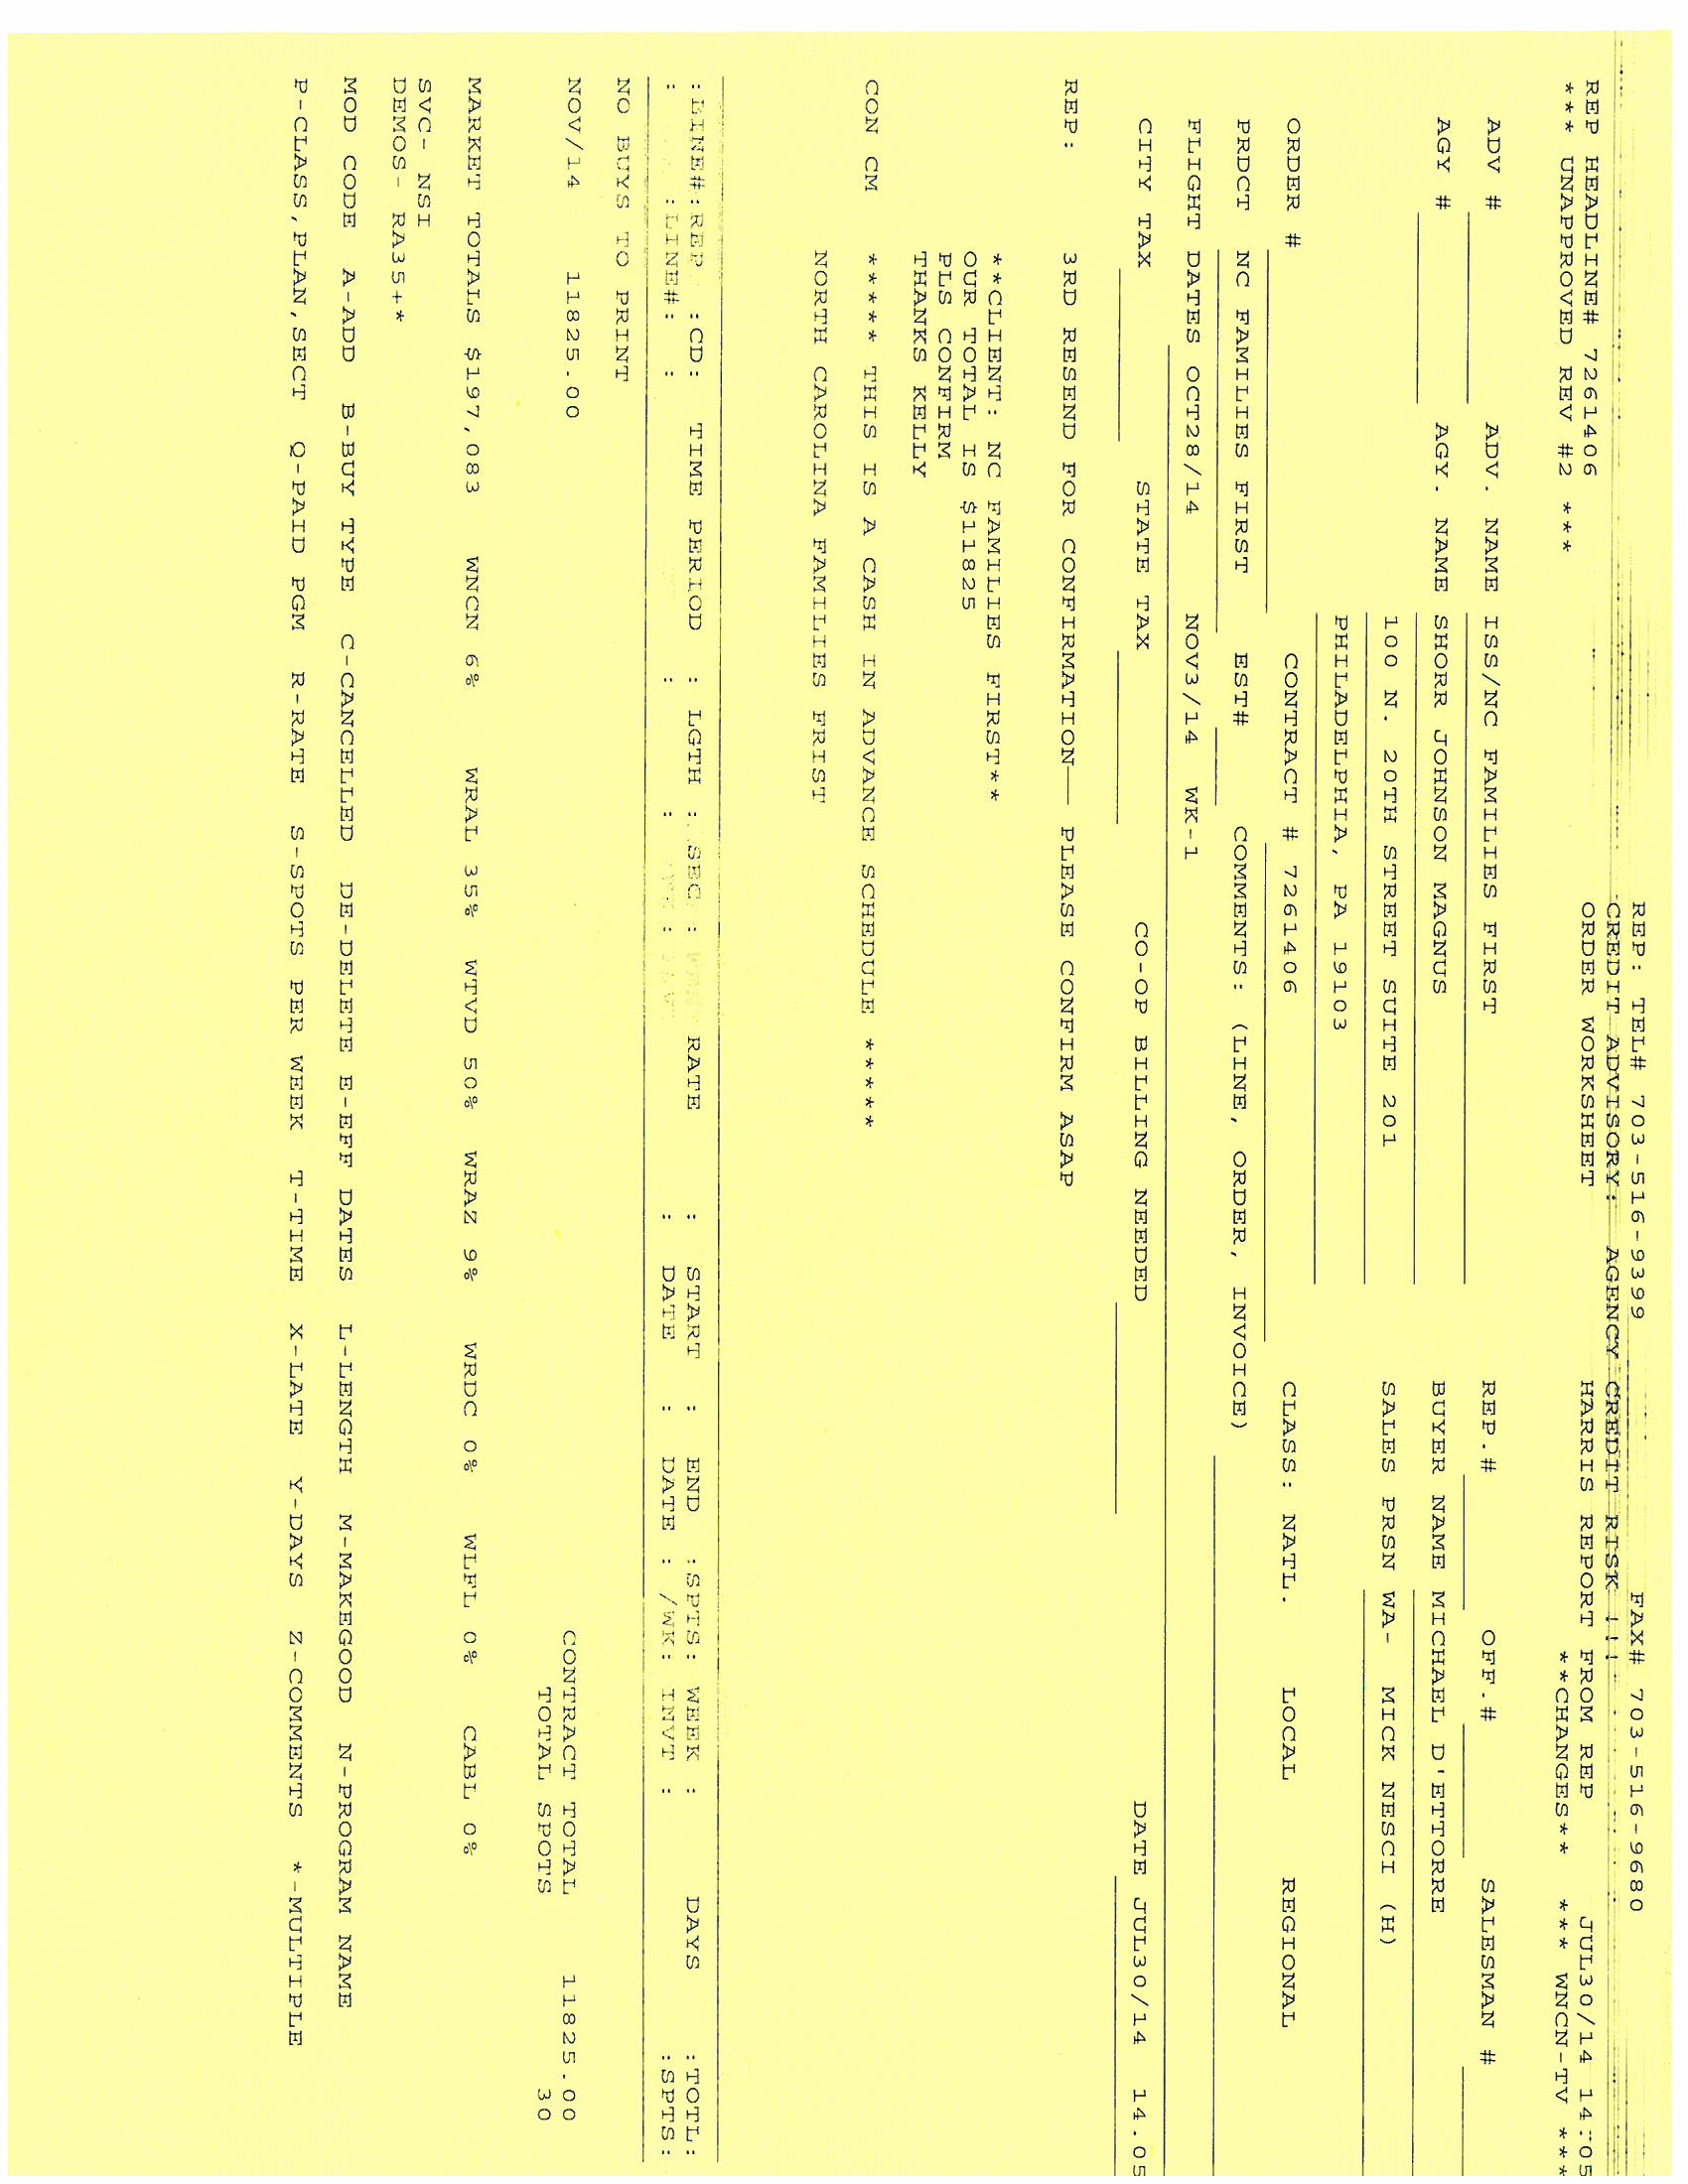 REP: TEL# 703-516-9399 FAX# 703-516-9680
CREDIT ADVISORY: AGENCY CREDIT RISK !!!
ORDER WORKSHEET HARRIS REPORT FROM REP JUL30/14 14:05
REP HEADLINE# 7261406
*** UNAPPROVED REV #2 *** **CHANGES** *** WNCN-TV ***
ADV # ADV. NAME ISS/NC FAMILIES FIRST REP.# OFF.# SALESMAN #
AGY # AGY. NAME SHORR JOHNSON MAGNUS BUYER NAME MICHAEL D'ETTORRE
100 N. 20TH STREET SUITE 201 SALES PRSN WA- MICK NESCI (H)
PHILADELPHIA, PA 19103
ORDER # CONTRACT # 7261406 CLASS: NATL. LOCAL REGIONAL
PRDCT NC FAMILIES FIRST EST# COMMENTS: (LINE, ORDER, INVOICE)
FLIGHT DATES OCT28/14 NOV3/14 WK-1
CITY TAX STATE TAX CO-OP BILLING NEEDED DATE JUL30/14 14.05
REP: 3RD RESEND FOR CONFIRMATION—— PLEASE CONFIRM ASAP
**CLIENT: NC FAMILIES FIRST**
OUR TOTAL IS $11825
PLS CONFIRM
THANKS KELLY
CON CM ***** THIS IS A CASH IN ADVANCE SCHEDULE *****
NORTH CAROLINA FAMILIES FRIST
:LINE#:REP :CD: TIME PERIOD : LGTH : SEC : RATE : START : END :SPTS: WEEK : DAYS :TOTL:
: :LINE#: : : : : : DATE : DATE : /WK: INVT : :SPTS:
NO BUYS TO PRINT
NOV/14 11825.00 CONTRACT TOTAL 11825.00
TOTAL SPOTS 30
MARKET TOTALS $197,083 WNCN 6% WRAL 35% WTVD 50% WRAZ 9% WRDC 0% WLFL 0% CABL 0%
SVC- NSI
DEMOS- RA35+*
MOD CODE A-ADD B-BUY TYPE C-CANCELLED DE-DELETE E-EFF DATES L-LENGTH M-MAKEGOOD N-PROGRAM NAME
P-CLASS,PLAN,SECT Q-PAID PGM R-RATE S-SPOTS PER WEEK T-TIME X-LATE Y-DAYS Z-COMMENTS *-MULTIPLE